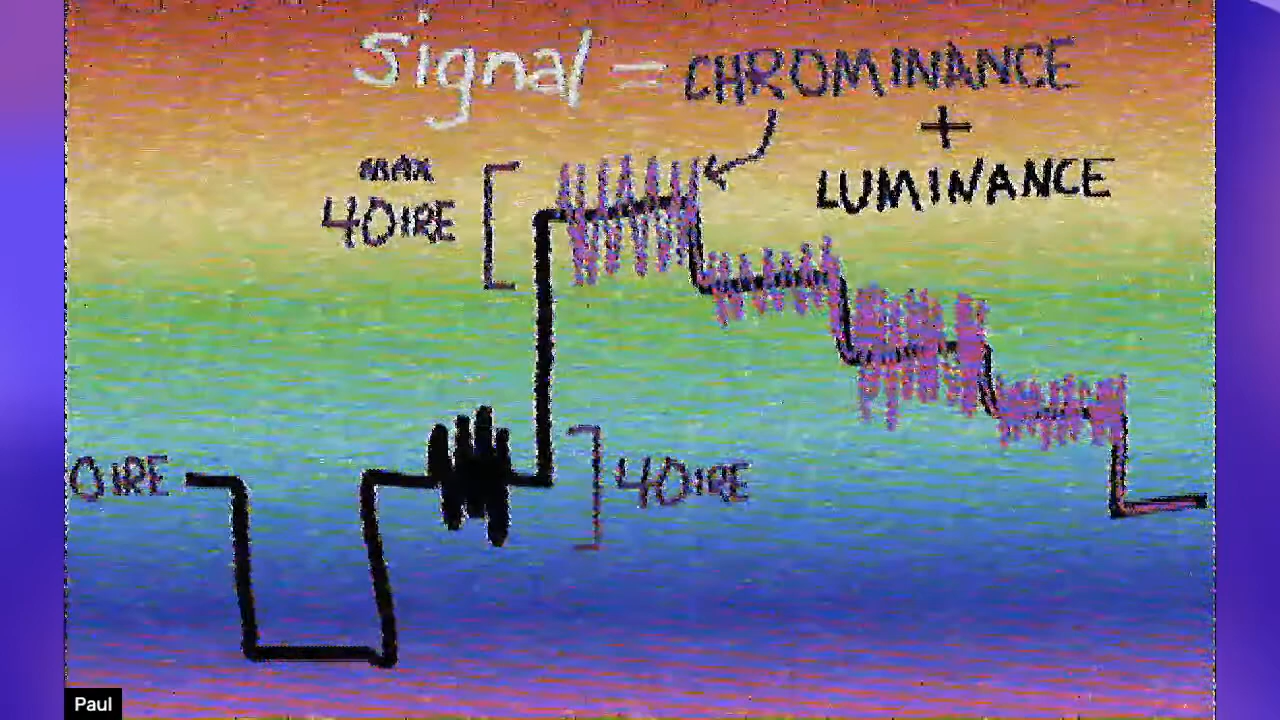 Signal = CHROMINANCE
+
LUMINANCE
MAX
40IRE
0IRE
40IRE
Paul